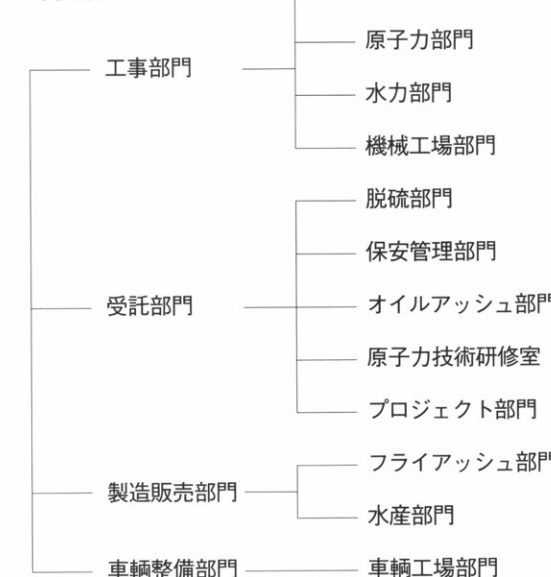 原子力部門
工事部門
水力部門
機械工場部門
脱硫部門
保安管理部門
受託部門
オイルアッシュ部門
原子力技術研修室
プロジェクト部門
フライアッシュ部門
製造販売部門
水産部門
車輌整備部門
車輌工場部門